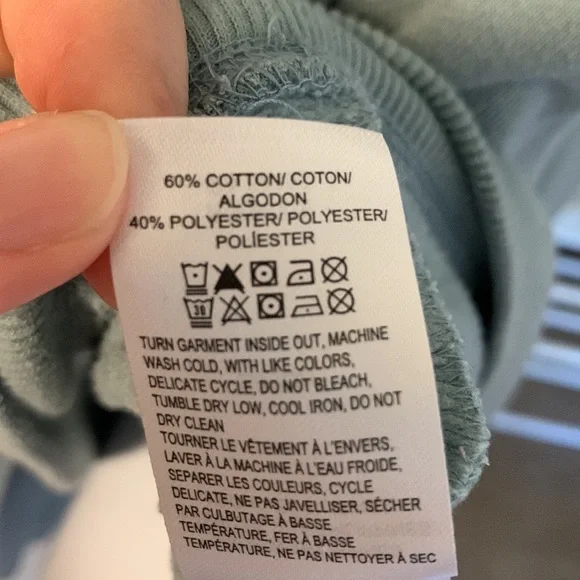 60% COTTON/ COTON/
ALGODON
40% POLYESTER/ POLYESTER/
POLÍESTER
30
TURN GARMENT INSIDE OUT, MACHINE
WASH COLD, WITH LIKE COLORS,
DELICATE CYCLE, DO NOT BLEACH,
TUMBLE DRY LOW, COOL IRON, DO NOT
DRY CLEAN
TOURNER LE VÊTEMENT À L'ENVERS,
LAVER À LA MACHINE À L'EAU FROIDE,
SEPARER LES COULEURS, CYCLE
DELICATE, NE PAS JAVELLISER, SÉCHER
PAR CULBUTAGE À BASSE
TEMPÉRATURE, FER À BASSE
TEMPÉRATURE, NE PAS NETTOYER À SEC